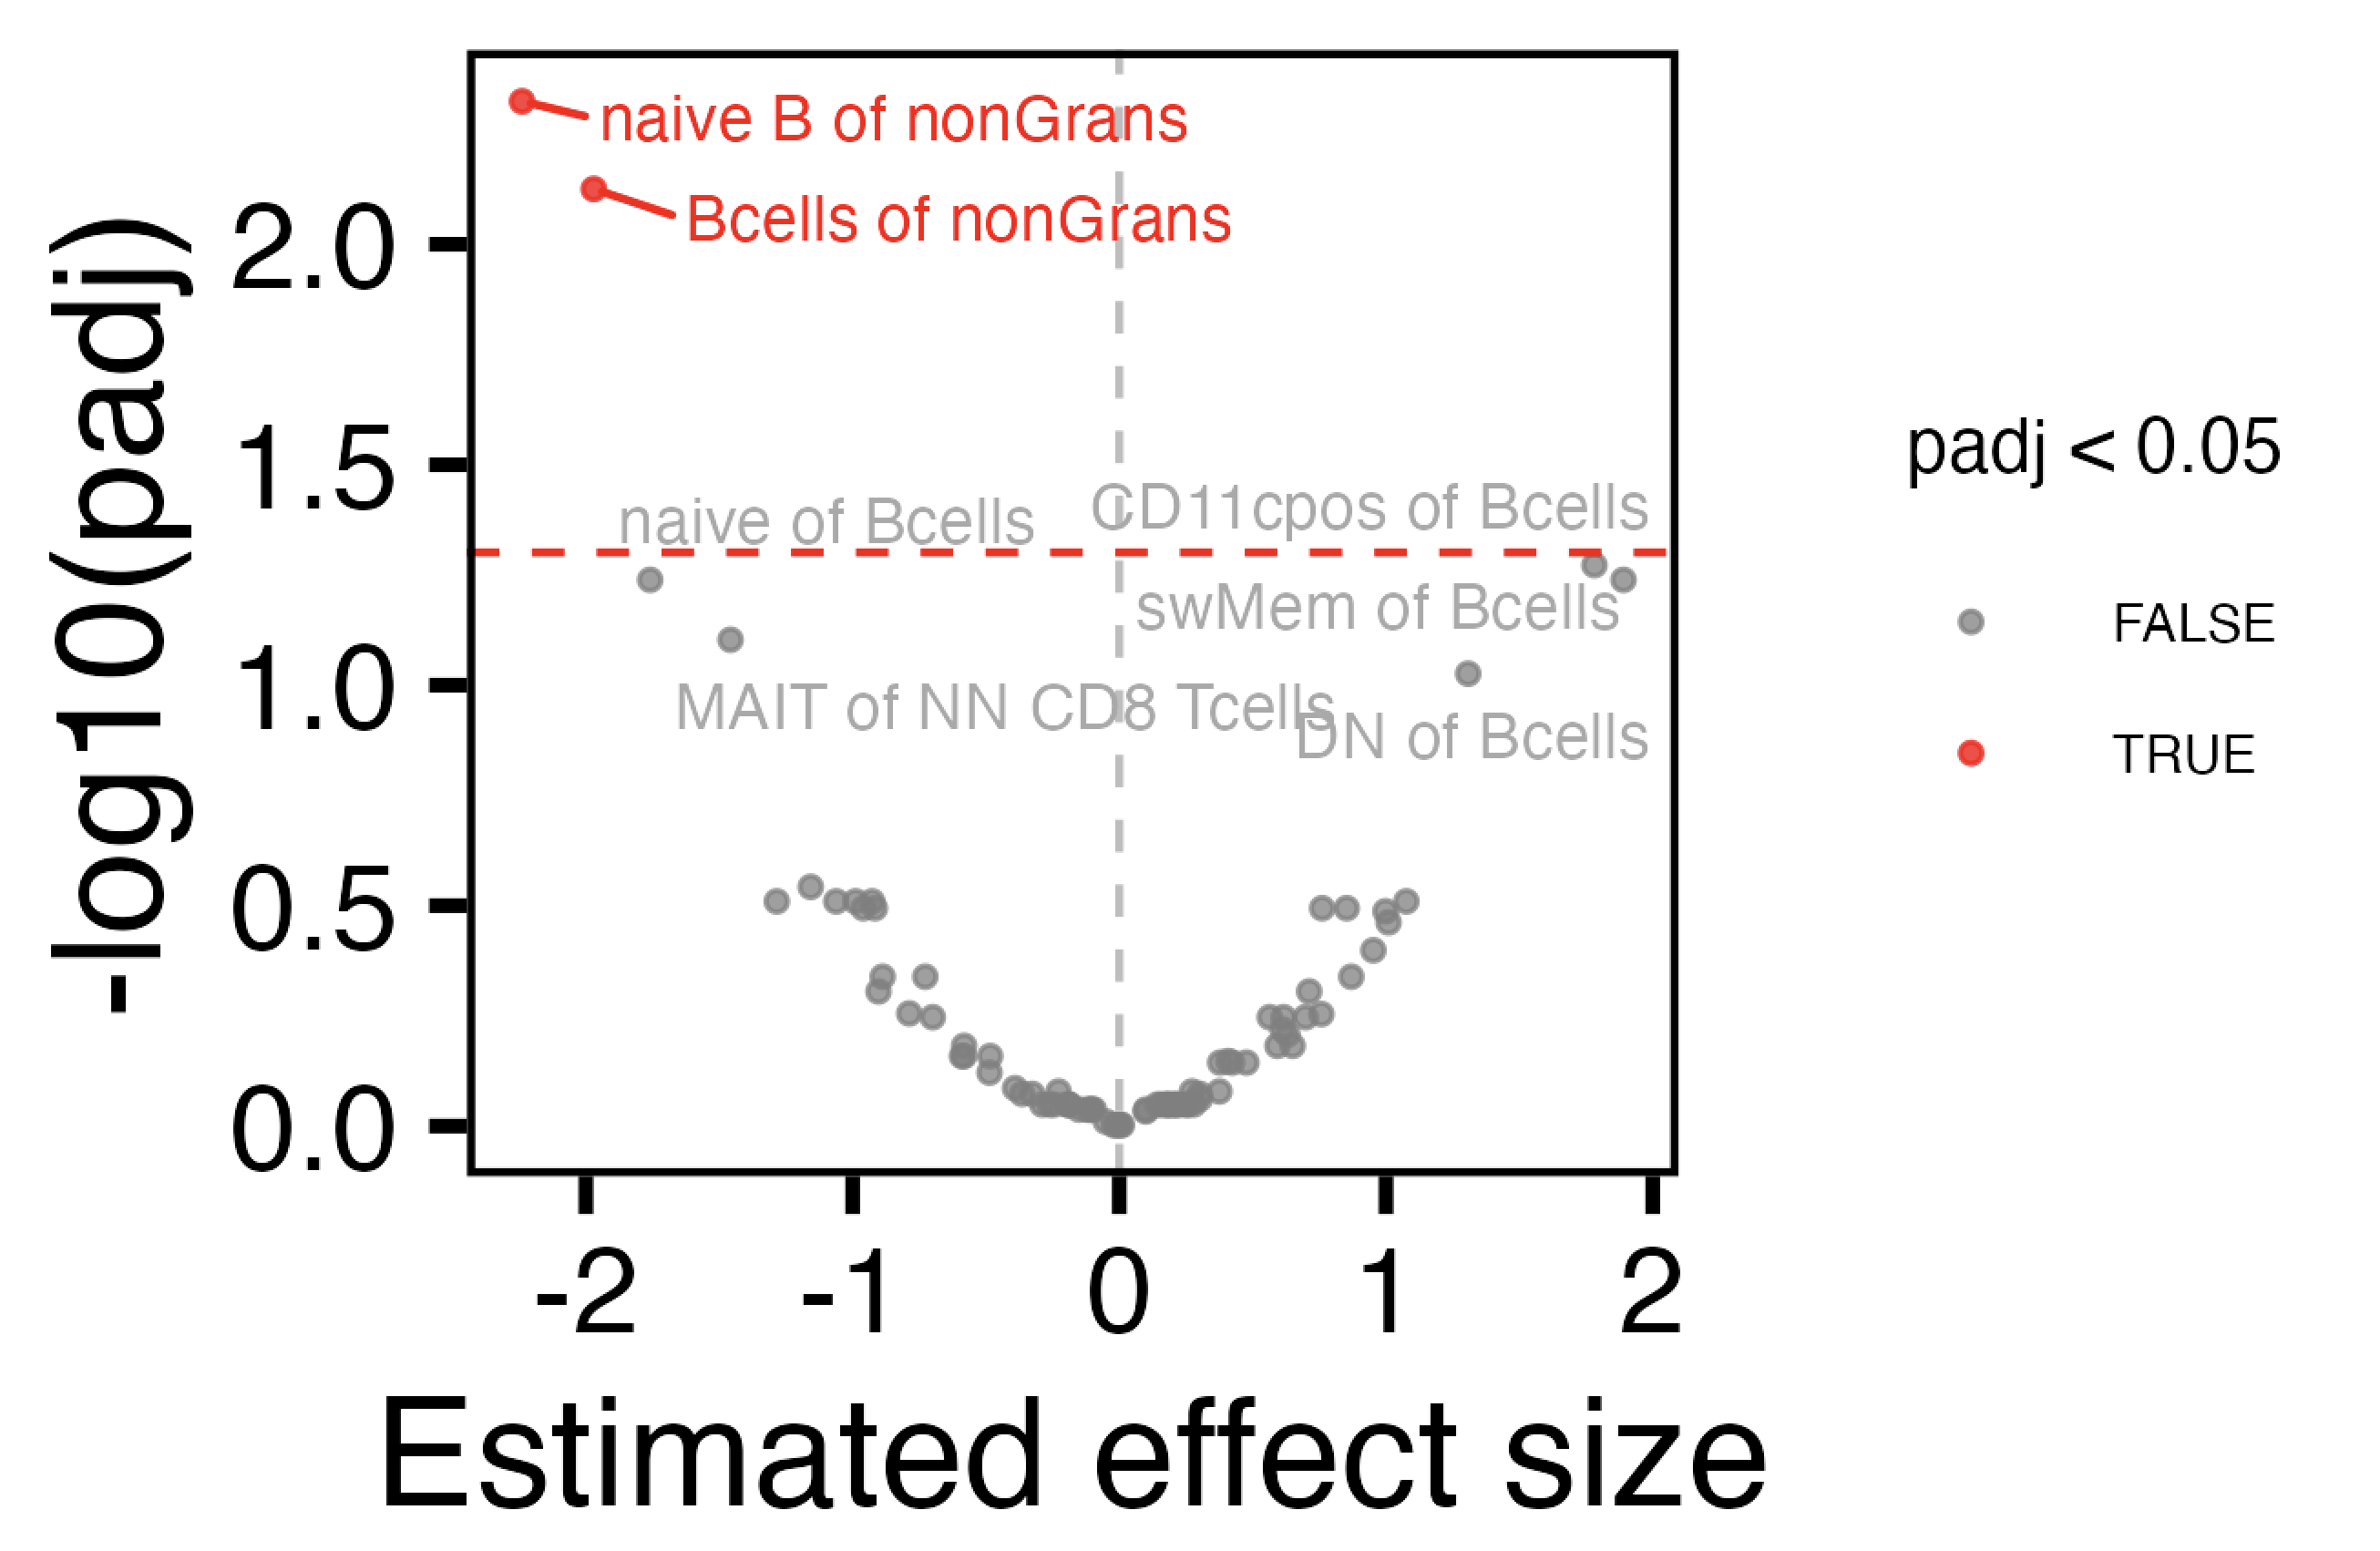 naive B of nonGrans
Bcells of nonGrans
naive of Bcells
CD11cpos of Bcells
swMem of Bcells
MAIT of NN CD8 Tcells
DN of Bcells
-log10(padj)
2.0
1.5
1.0
0.5
0.0
-2 -1 0 1 2
Estimated effect size
padj < 0.05
FALSE
TRUE